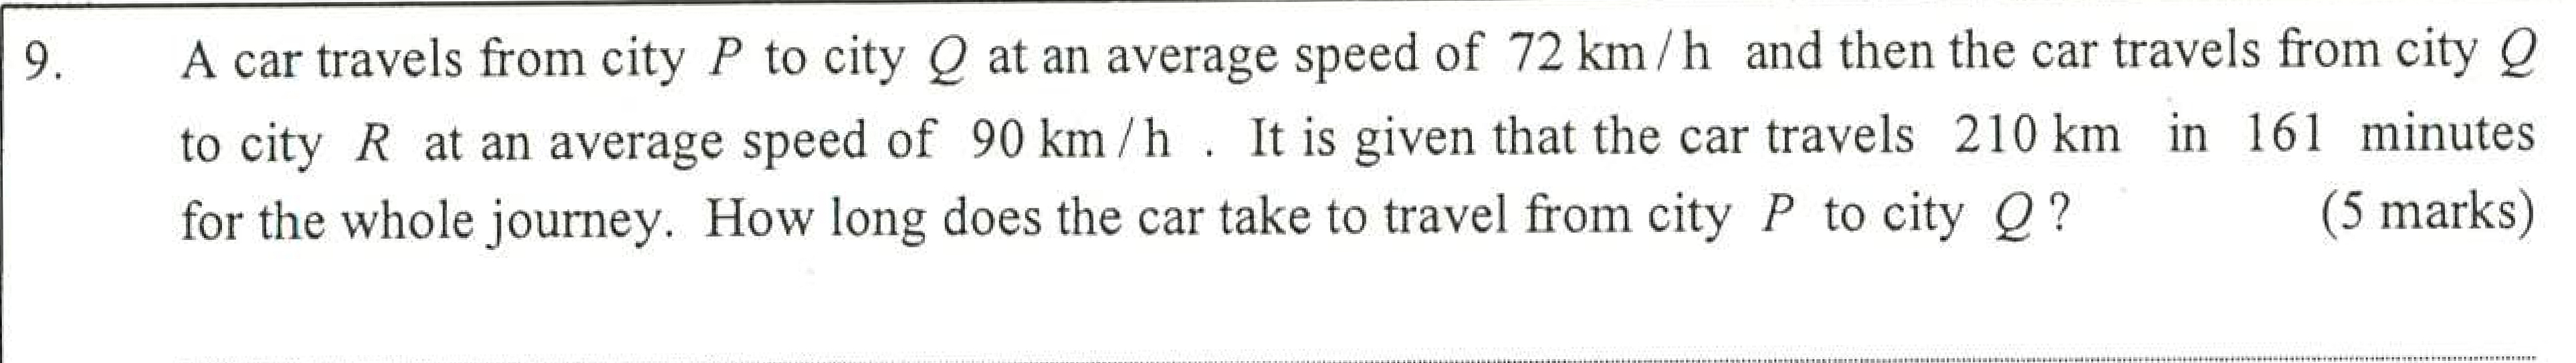 9. A car travels from city P to city Q at an average speed of 72 km / h and then the car travels from city Q
to city R at an average speed of 90 km / h . It is given that the car travels 210 km in 161 minutes
for the whole journey. How long does the car take to travel from city P to city Q ? (5 marks)